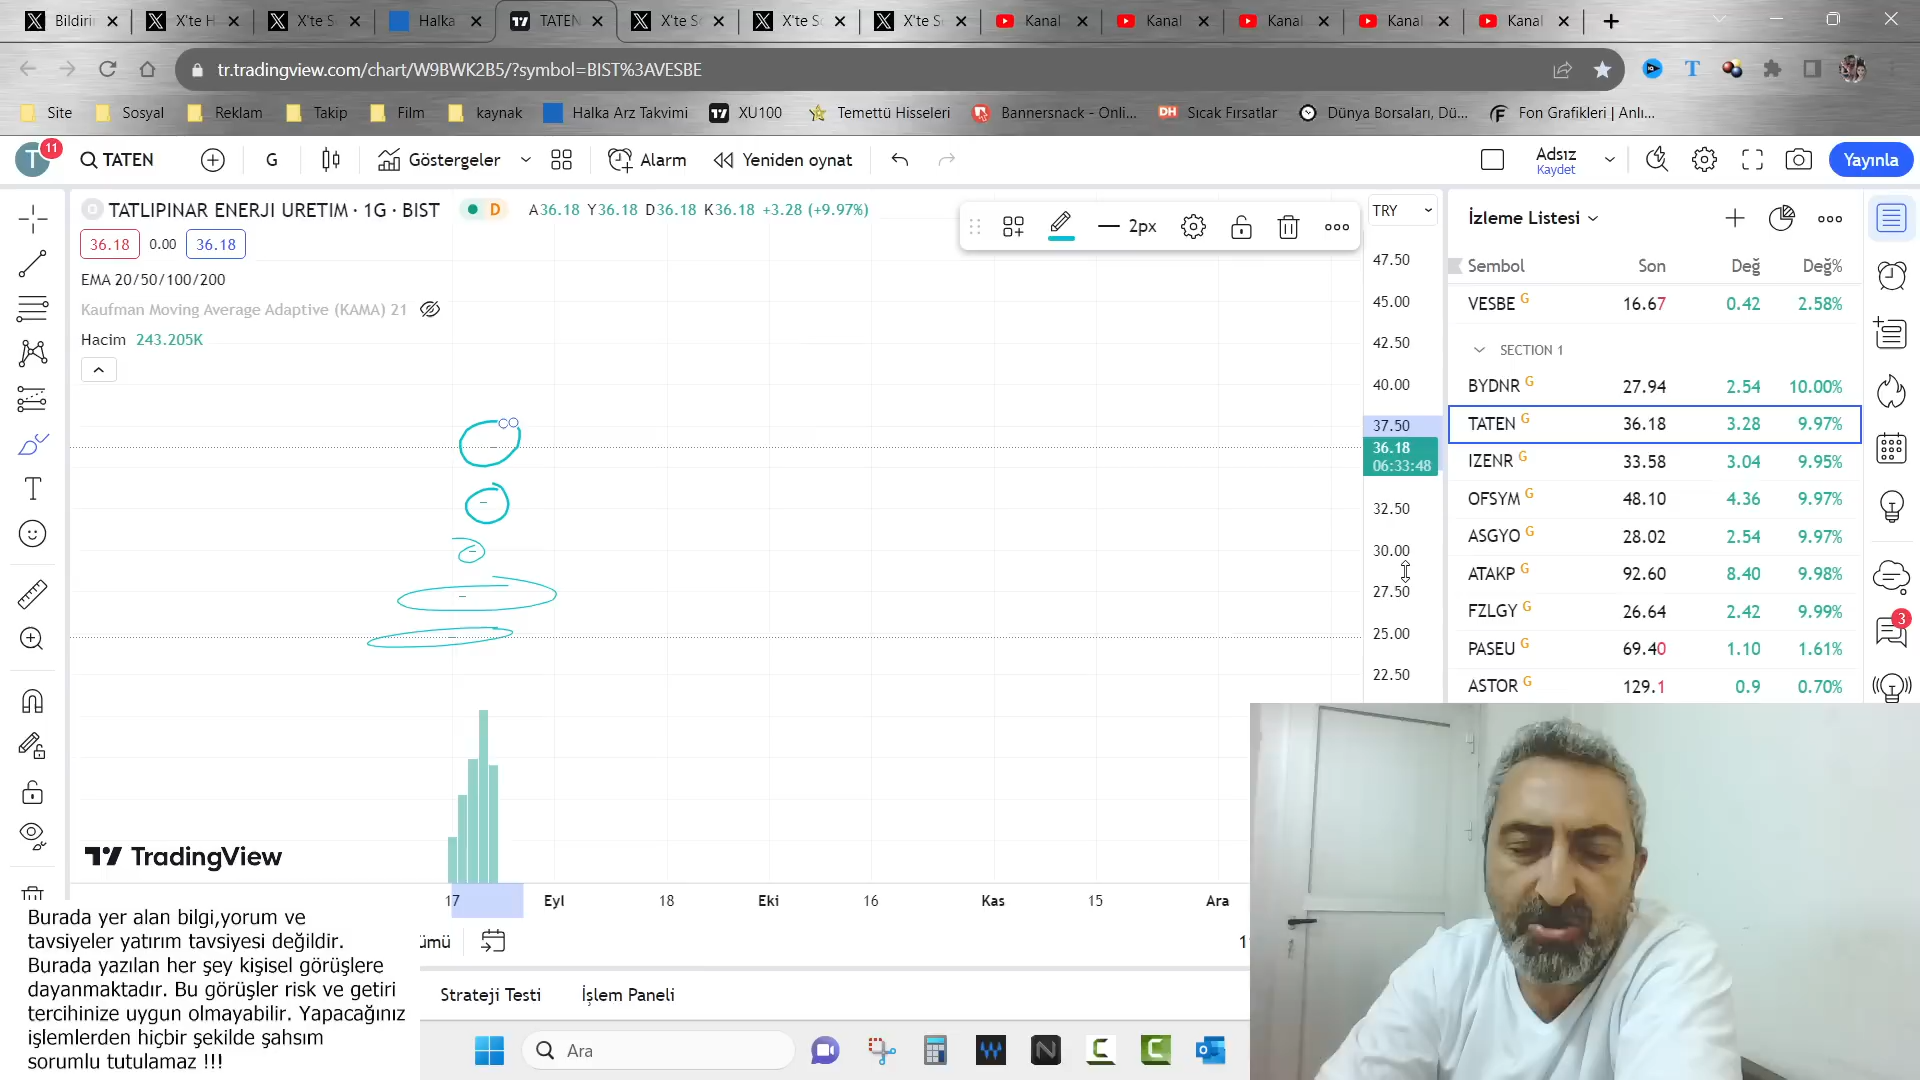 Bildirin
X'te H
X'te S
Halka
TATEN
X'te Se
X'te So
X'te Se
Kanal
Kanal
Kanal
Kanal
Kanal
tr.tradingview.com/chart/W9BWK2B5/?symbol=BIST%3AVESBE
Site
Sosyal
Reklam
Takip
Film
kaynak
Halka Arz Takvimi
XU100
Temettü Hisseleri
Bannersnack - Onli...
DH
Sıcak Fırsatlar
Dünya Borsaları, Dü...
Fon Grafikleri | Anlı...
T
11
TATEN
G
Göstergeler
Alarm
Yeniden oynat
Adsız
Kaydet
Yayınla
TATLIPINAR ENERJI URETIM · 1G · BIST
D
A36.18 Y36.18 D36.18 K36.18 +3.28 (+9.97%)
36.18
0.00
36.18
EMA 20/50/100/200
Kaufman Moving Average Adaptive (KAMA) 21
Hacim 243.205K
2px
TRY
47.50
45.00
42.50
40.00
37.50
36.18
06:33:48
32.50
30.00
27.50
25.00
22.50
İzleme Listesi
Sembol Son Değ Değ%
VESBE G 16.67 0.42 2.58%
SECTION 1
BYDNR G 27.94 2.54 10.00%
TATEN G 36.18 3.28 9.97%
IZENR G 33.58 3.04 9.95%
OFSYM G 48.10 4.36 9.97%
ASGYO G 28.02 2.54 9.97%
ATAKP G 92.60 8.40 9.98%
FZLGY G 26.64 2.42 9.99%
PASEU G 69.40 1.10 1.61%
ASTOR G 129.1 0.9 0.70%
3
TradingView
17 Eyl 18 Eki 16 Kas 15 Ara
ümü
Strateji Testi
İşlem Paneli
Ara
Burada yer alan bilgi,yorum ve
tavsiyeler yatırım tavsiyesi değildir.
Burada yazılan her şey kişisel görüşlere
dayanmaktadır. Bu görüşler risk ve getiri
tercihinize uygun olmayabilir. Yapacağınız
işlemlerden hiçbir şekilde şahsım
sorumlu tutulamaz !!!